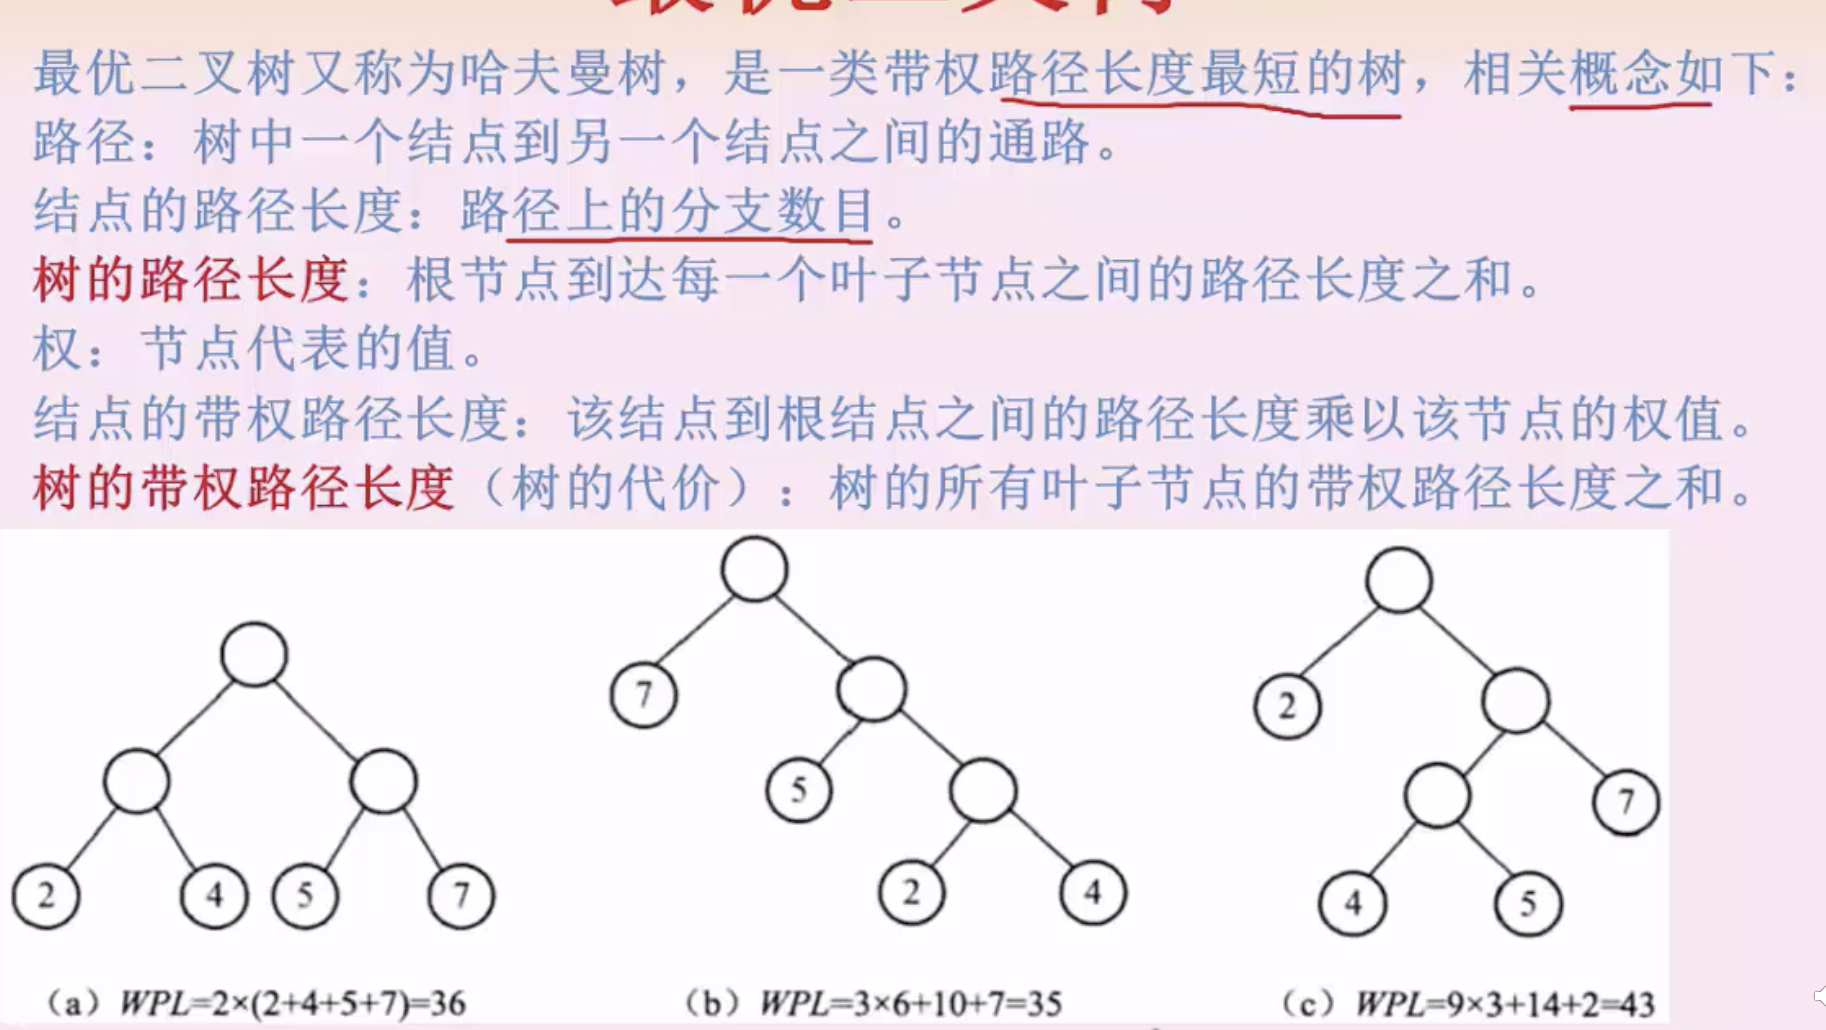 最优二叉树又称为哈夫曼树，是一类带权路径长度最短的树，相关概念如下：
路径：树中一个结点到另一个结点之间的通路。
结点的路径长度：路径上的分支数目。
树的路径长度：根节点到达每一个叶子节点之间的路径长度之和。
权：节点代表的值。
结点的带权路径长度：该结点到根结点之间的路径长度乘以该节点的权值。
树的带权路径长度（树的代价）：树的所有叶子节点的带权路径长度之和。
2 4 5 7
7
5
2 4
2
7
4 5
（a）WPL=2×(2+4+5+7)=36
（b）WPL=3×6+10+7=35
（c）WPL=9×3+14+2=43